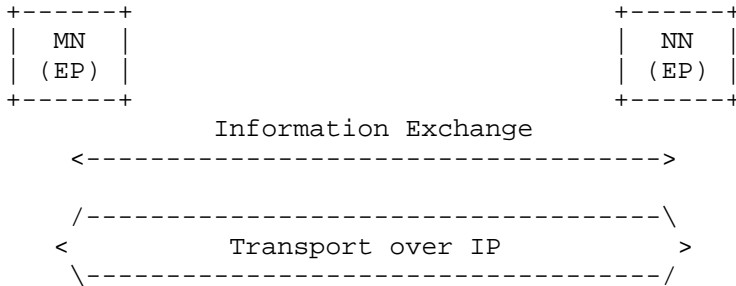 MN NN
(EP) (EP)
Information Exchange
Transport over IP